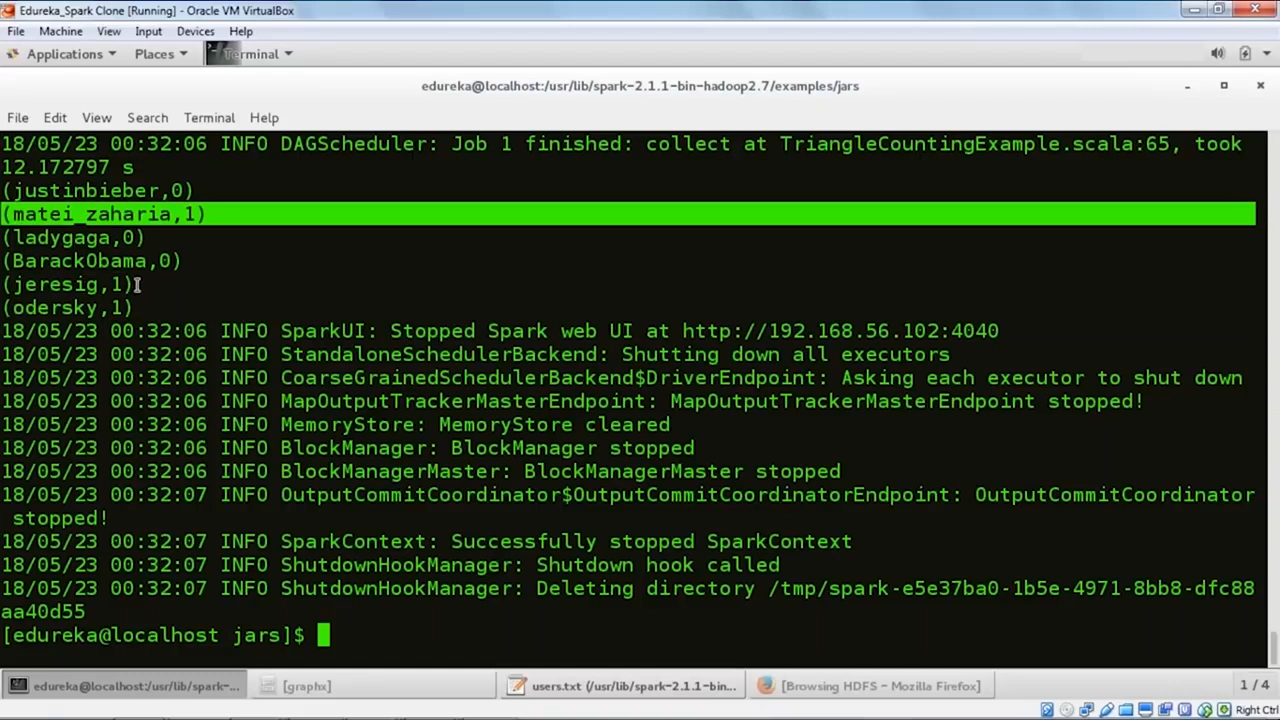 Edureka_Spark Clone [Running] - Oracle VM VirtualBox
File Machine View Input Devices Help
Applications Places Terminal
edureka@localhost:/usr/lib/spark-2.1.1-bin-hadoop2.7/examples/jars
File Edit View Search Terminal Help
18/05/23 00:32:06 INFO DAGScheduler: Job 1 finished: collect at TriangleCountingExample.scala:65, took
12.172797 s
(justinbieber,0)
(matei_zaharia,1)
(ladygaga,0)
(BarackObama,0)
(jeresig,1)
(odersky,1)
18/05/23 00:32:06 INFO SparkUI: Stopped Spark web UI at http://192.168.56.102:4040
18/05/23 00:32:06 INFO StandaloneSchedulerBackend: Shutting down all executors
18/05/23 00:32:06 INFO CoarseGrainedSchedulerBackend$DriverEndpoint: Asking each executor to shut down
18/05/23 00:32:06 INFO MapOutputTrackerMasterEndpoint: MapOutputTrackerMasterEndpoint stopped!
18/05/23 00:32:06 INFO MemoryStore: MemoryStore cleared
18/05/23 00:32:06 INFO BlockManager: BlockManager stopped
18/05/23 00:32:06 INFO BlockManagerMaster: BlockManagerMaster stopped
18/05/23 00:32:07 INFO OutputCommitCoordinator$OutputCommitCoordinatorEndpoint: OutputCommitCoordinator
stopped!
18/05/23 00:32:07 INFO SparkContext: Successfully stopped SparkContext
18/05/23 00:32:07 INFO ShutdownHookManager: Shutdown hook called
18/05/23 00:32:07 INFO ShutdownHookManager: Deleting directory /tmp/spark-e5e37ba0-1b5e-4971-8bb8-dfc88
aa40d55
[edureka@localhost jars]$
edureka@localhost:/usr/lib/spark-... [graphx] users.txt (/usr/lib/spark-2.1.1-bin... [Browsing HDFS - Mozilla Firefox] 1 / 4
Right Ctrl